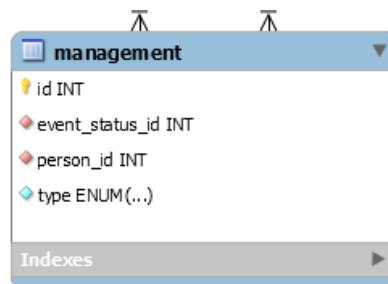 management
id INT
event_status_id INT
person_id INT
type ENUM(...)
Indexes